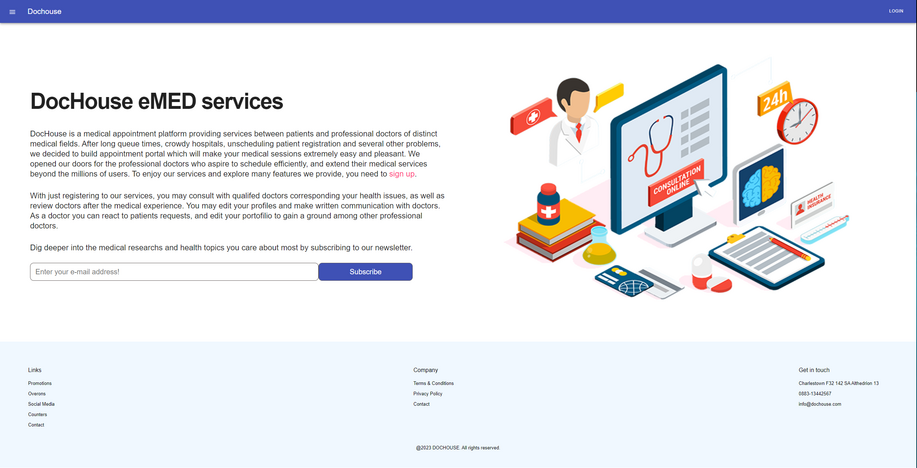 Dochouse
LOGIN
DocHouse eMED services
DocHouse is a medical appointment platform providing services between patients and professional doctors of distinct
medical fields. After long queue times, crowdy hospitals, unscheduling patient registration and several other problems,
we decided to build appointment portal which will make your medical sessions extremely easy and pleasant. We
opened our doors for the professional doctors who aspire to schedule efficiently, and extend their medical services
beyond the millions of users. To enjoy our services and explore many features we provide, you need to sign up.
With just registering to our services, you may consult with qualifed doctors corresponding your health issues, as well as
review doctors after the medical experience. You may edit your profiles and make written communication wth doctors.
As a doctor you can react to patients requests, and edit your portofilio to gain a ground among other professional
doctors.
Dig deeper into the medical researchs and health topics you care about most by subscribing to our newsletter.
Enter your e-mail address!
Subscribe
24h
CONSULTATION
ONLINE
HEALTH
INSURANCE
Links
Promotions
Overons
Social Media
Counters
Contact
Company
Terms & Conditions
Privacy Policy
Contact
Get in touch
Charlestown F32 142 SA Althedrion 13
0883-13442567
info@dochouse.com
@2023 DOCHOUSE. All rights reserved.